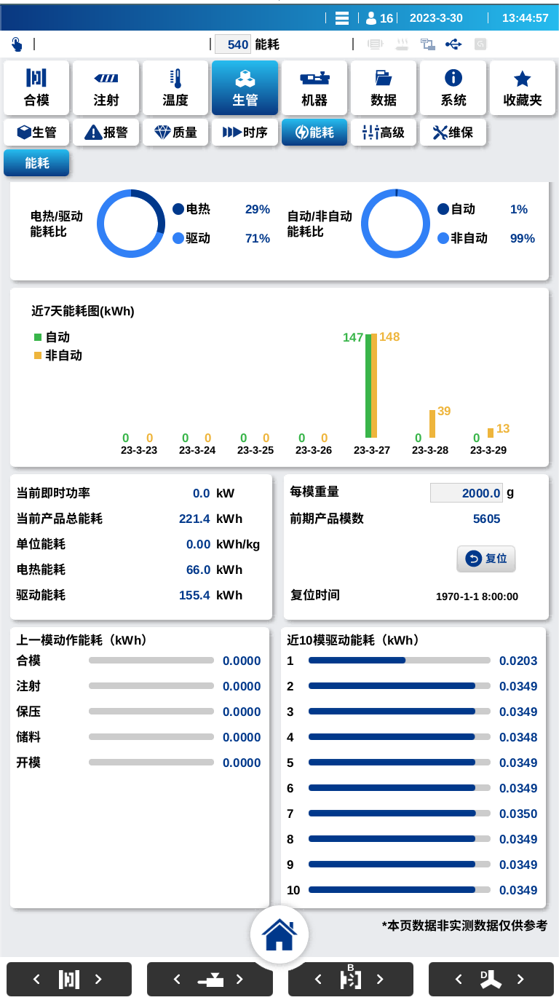 16 2023-3-30 13:44:57
540 能耗
合模 注射 温度 生管 机器 数据 系统 收藏夹
生管 报警 质量 时序 能耗 高级 维保
能耗
电热/驱动
能耗比
电热 29%
驱动 71%
自动/非自动
能耗比
自动 1%
非自动 99%
近7天能耗图(kWh)
自动
非自动
147 148
39
13
0 0 0 0 0 0 0 0 0 0
23-3-23 23-3-24 23-3-25 23-3-26 23-3-27 23-3-28 23-3-29
当前即时功率 0.0 kW
当前产品总能耗 221.4 kWh
单位能耗 0.00 kWh/kg
电热能耗 66.0 kWh
驱动能耗 155.4 kWh
每模重量 2000.0 g
前期产品模数 5605
复位
复位时间 1970-1-1 8:00:00
上一模动作能耗（kWh）
合模 0.0000
注射 0.0000
保压 0.0000
储料 0.0000
开模 0.0000
近10模驱动能耗（kWh）
1 0.0203
2 0.0349
3 0.0349
4 0.0348
5 0.0349
6 0.0349
7 0.0350
8 0.0349
9 0.0349
10 0.0349
*本页数据非实测数据仅供参考
B
D